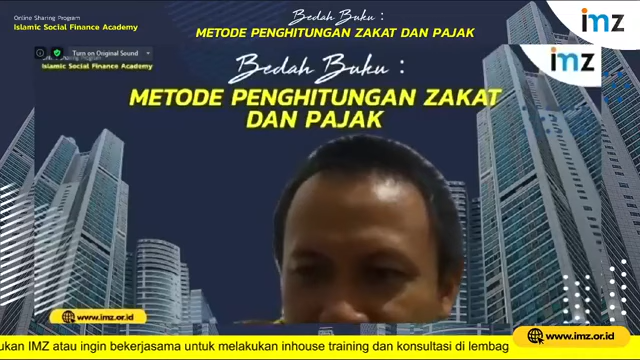 Online Sharing Program
Islamic Social Finance Academy
Bedah Buku :
METODE PENGHITUNGAN ZAKAT DAN PAJAK
imz
Turn on Original Sound
Islamic Social Finance Academy
Bedah Buku :
METODE PENGHITUNGAN ZAKAT
DAN PAJAK
imz
www.imz.or.id
ukan IMZ atau ingin bekerjasama untuk melakukan inhouse training dan konsultasi di lembag
www.imz.or.id